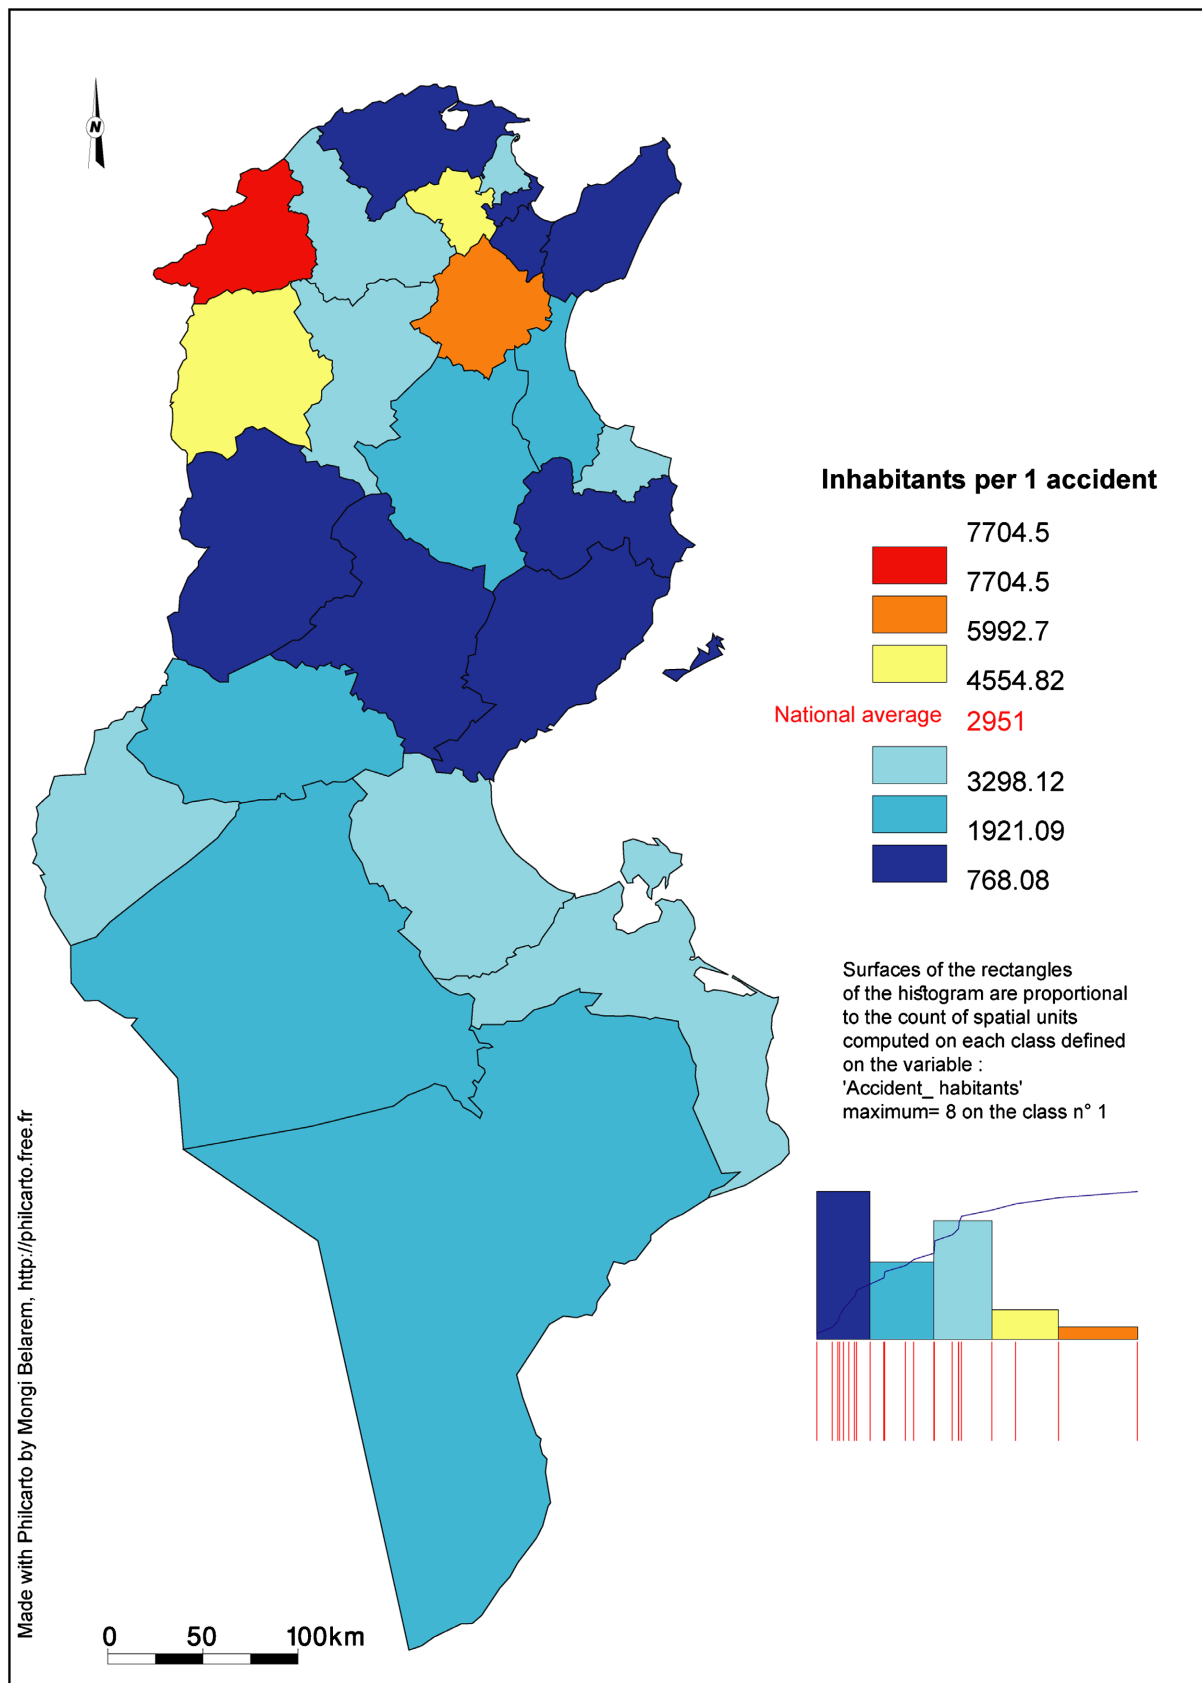 N
Inhabitants per 1 accident
7704.5
7704.5
5992.7
4554.82
National average 2951
3298.12
1921.09
768.08
Surfaces of the rectangles
of the histogram are proportional
to the count of spatial units
computed on each class defined
on the variable :
'Accident_ habitants'
maximum= 8 on the class n° 1
Made with Philcarto by Mongi Belarem, http://philcarto.free.fr
0 50 100km